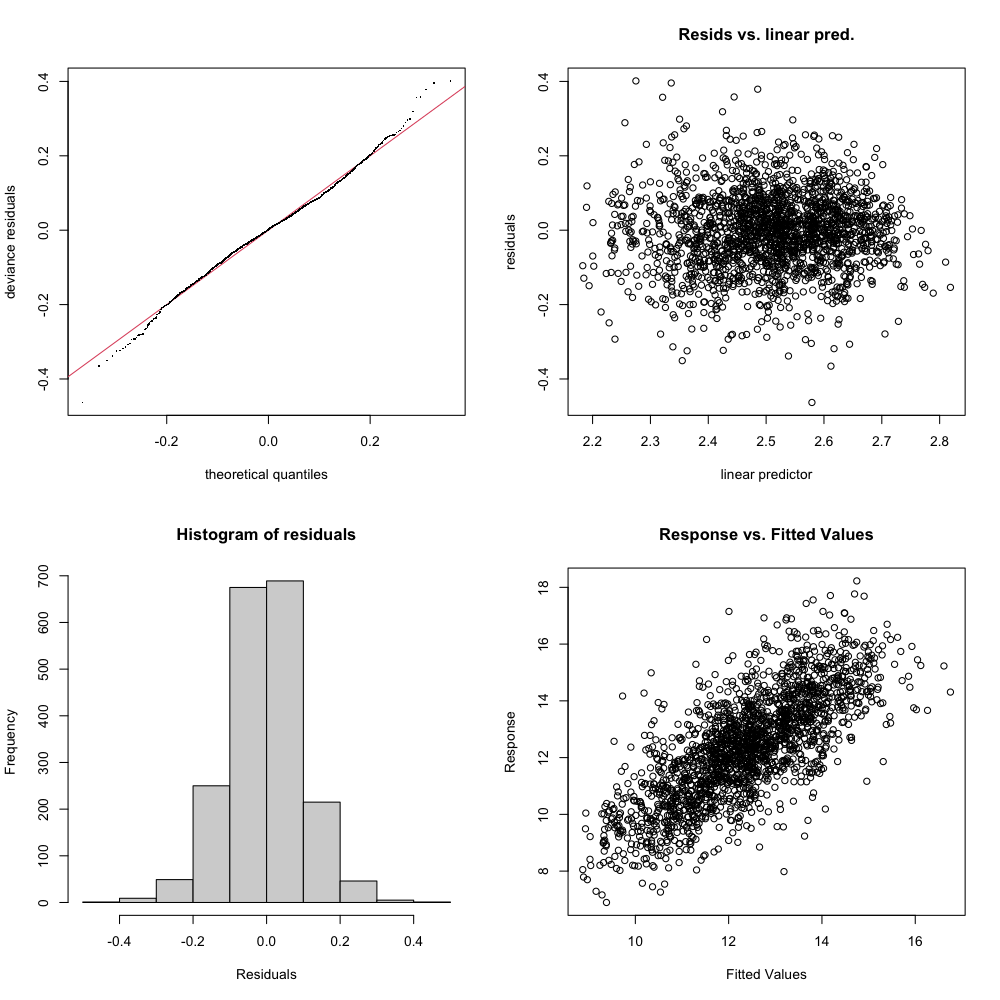 0.4
0.2
0.0
-0.2
-0.4
deviance residuals
-0.2 0.0 0.2
theoretical quantiles
Resids vs. linear pred.
0.4
0.2
0.0
-0.2
-0.4
residuals
2.2 2.3 2.4 2.5 2.6 2.7 2.8
linear predictor
Histogram of residuals
700
600
500
400
300
200
100
0
Frequency
-0.4 -0.2 0.0 0.2 0.4
Residuals
Response vs. Fitted Values
18
16
14
12
10
8
Response
10 12 14 16
Fitted Values